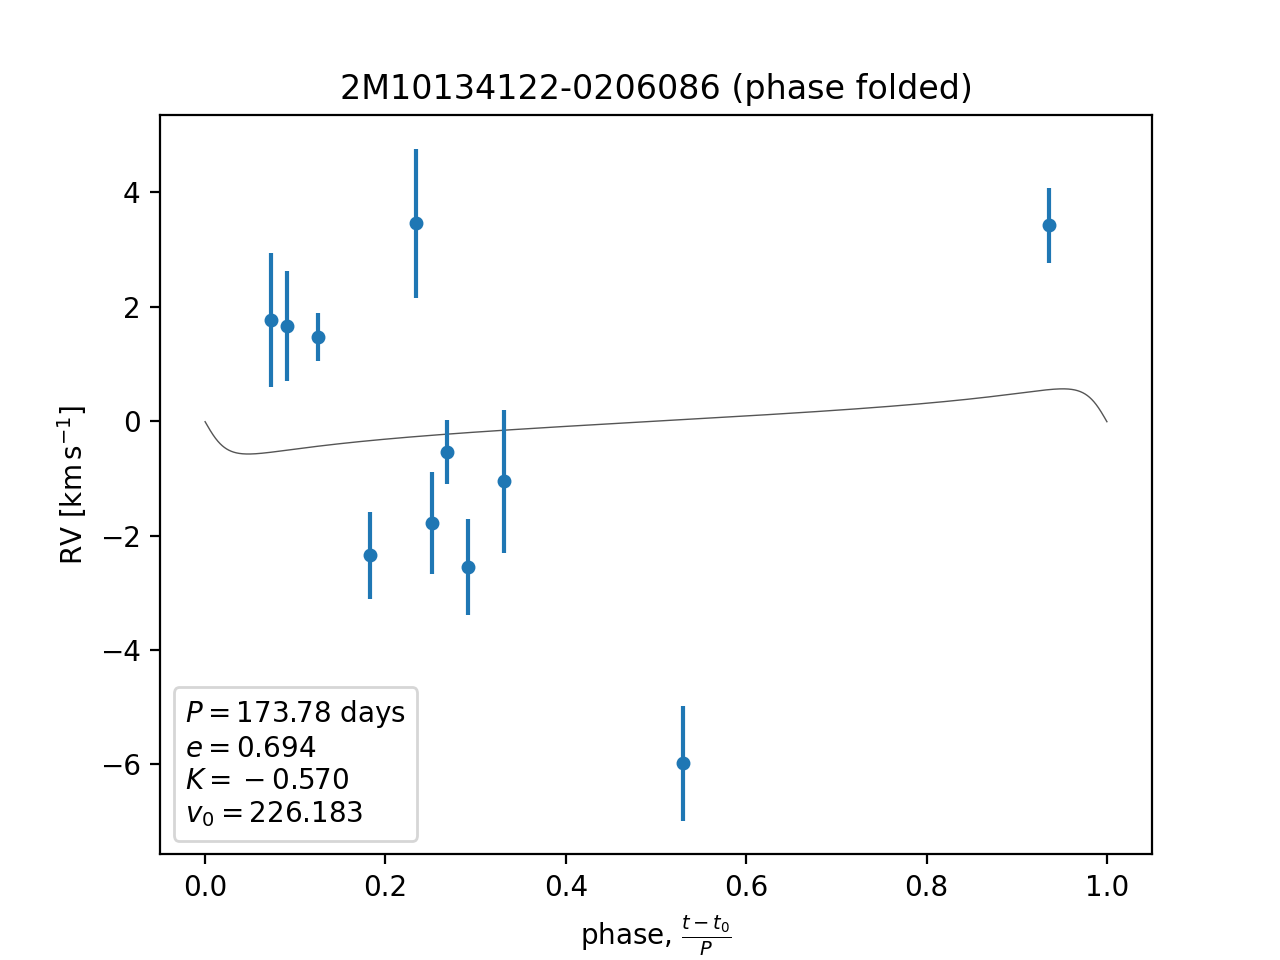 2M10134122-0206086 (phase folded)
RV [km s⁻¹]
4
2
0
−2
−4
−6
P = 173.78 days
e = 0.694
K = −0.570
v₀ = 226.183
0.0 0.2 0.4 0.6 0.8 1.0
phase, (t − t₀)/P